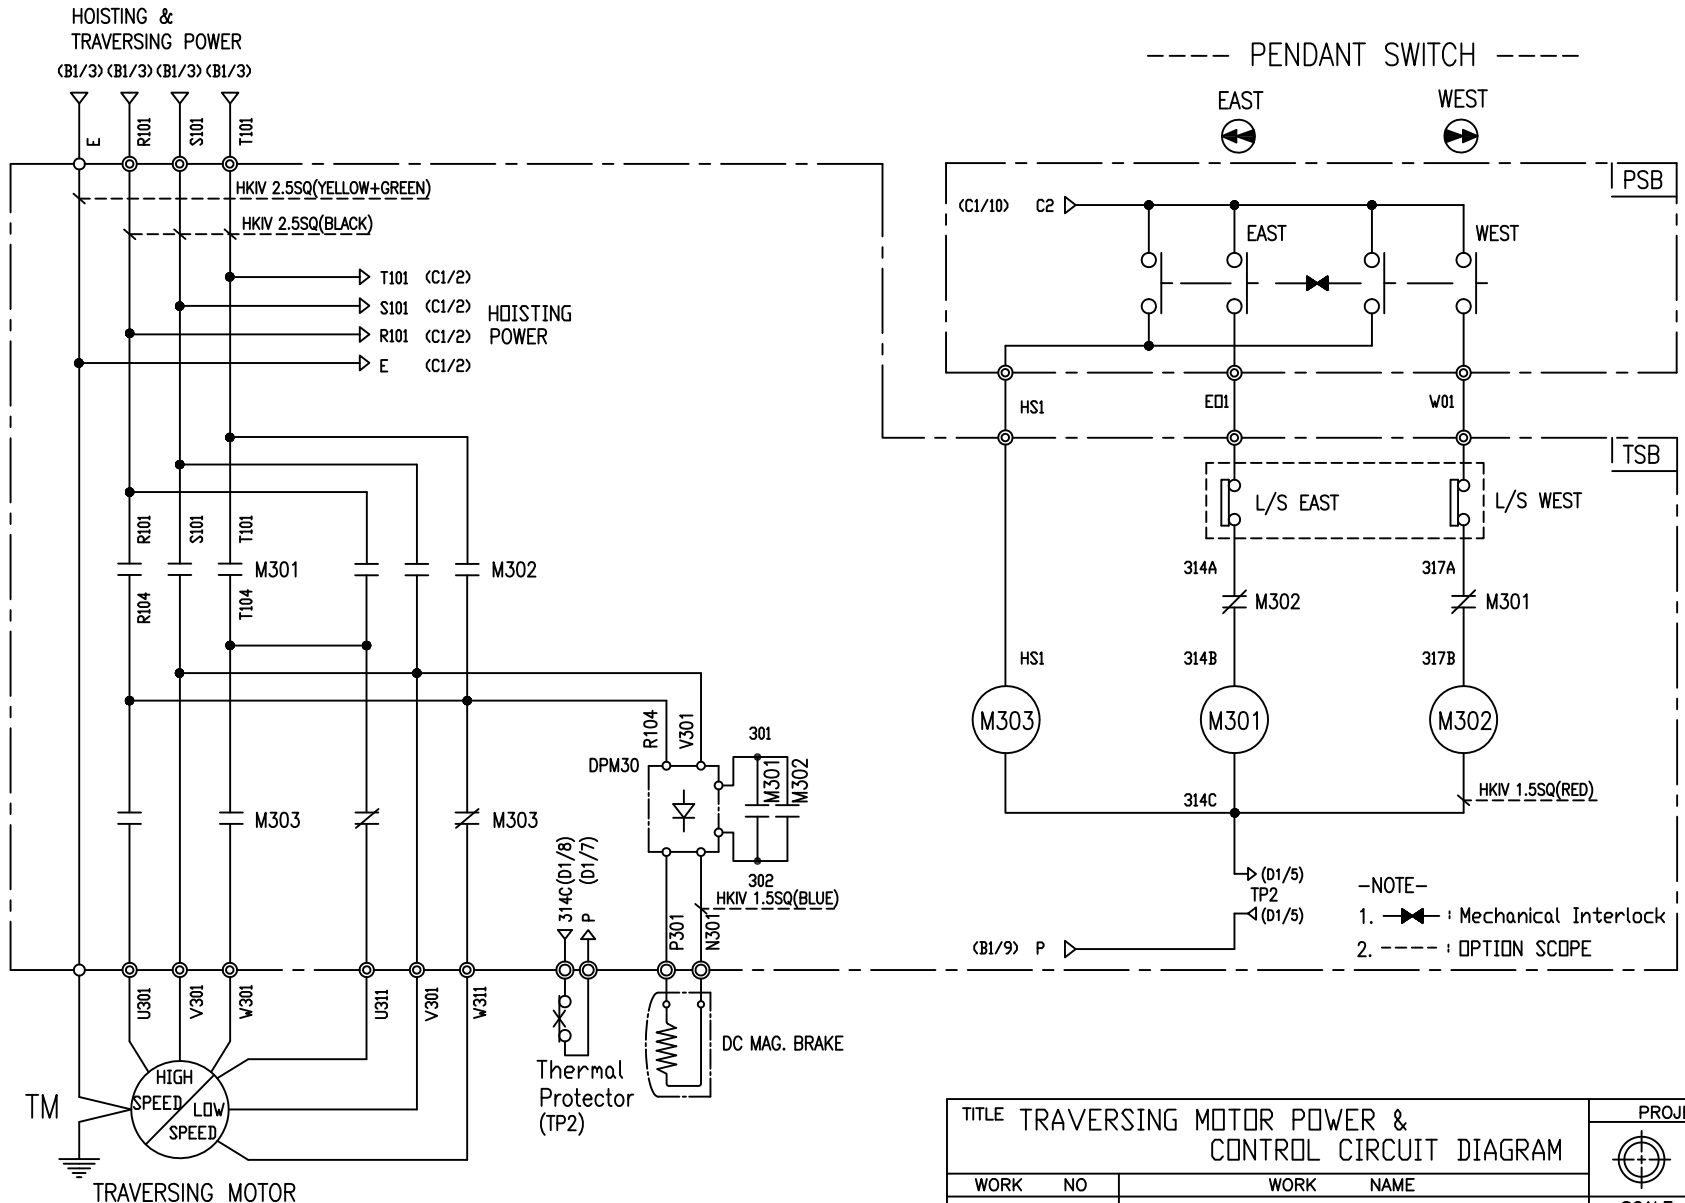 HOISTING &
TRAVERSING POWER
(B1/3) (B1/3) (B1/3) (B1/3)
E
R101
S101
T101
HKIV 2.5SQ(YELLOW+GREEN)
HKIV 2.5SQ(BLACK)
T101 (C1/2)
S101 (C1/2)
R101 (C1/2)
E (C1/2)
HOISTING
POWER
R101
S101
T101
M301
M302
R104
T104
M303
M303
R104
V301
DPM30
301
M301
M302
302
HKIV 1.5SQ(BLUE)
314C(D1/8)
P (D1/7)
P301
N301
U301
V301
W301
U311
V301
W311
HIGH
SPEED
LOW
SPEED
TM
TRAVERSING MOTOR
Thermal
Protector
(TP2)
DC MAG. BRAKE
---- PENDANT SWITCH ----
EAST
WEST
PSB
(C1/10) C2
EAST
WEST
HS1
E01
W01
TSB
L/S EAST
L/S WEST
314A
317A
M302
M301
HS1
314B
317B
M303
M301
M302
314C
HKIV 1.5SQ(RED)
(D1/5)
TP2
(D1/5)
(B1/9) P
-NOTE-
1. : Mechanical Interlock
2. ---- : OPTION SCOPE
TITLE TRAVERSING MOTOR POWER &
CONTROL CIRCUIT DIAGRAM
PROJE
WORK NO
WORK NAME